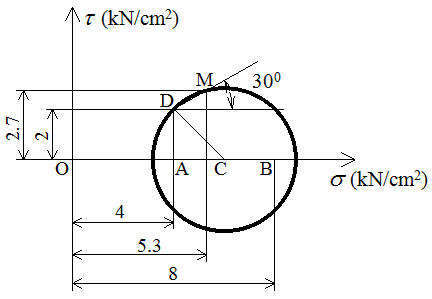 τ (kN/cm²)
M
30⁰
D
2.7
2
O
A
C
B
σ (kN/cm²)
4
5.3
8